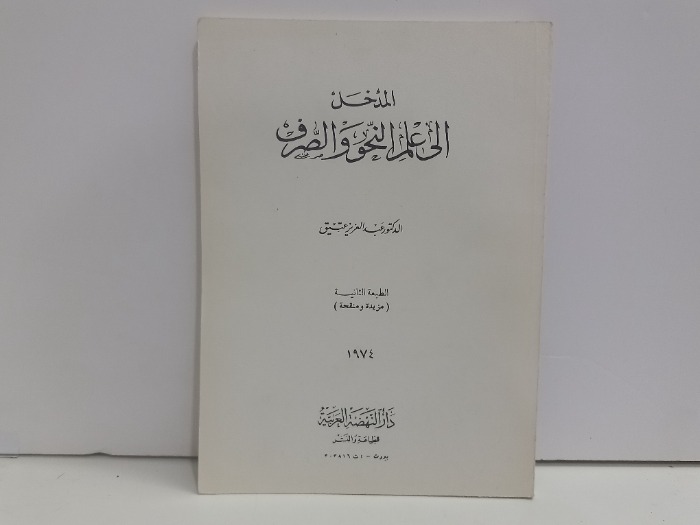 المدخل
الى علم النحو والصرف
الدكتور عبد العزيز عتيق
الطبعة الثانية
( مزيدة ومنقحة )
١٩٧٤
دار النهضة العربية
للطباعة والنشر
بيروت - ت